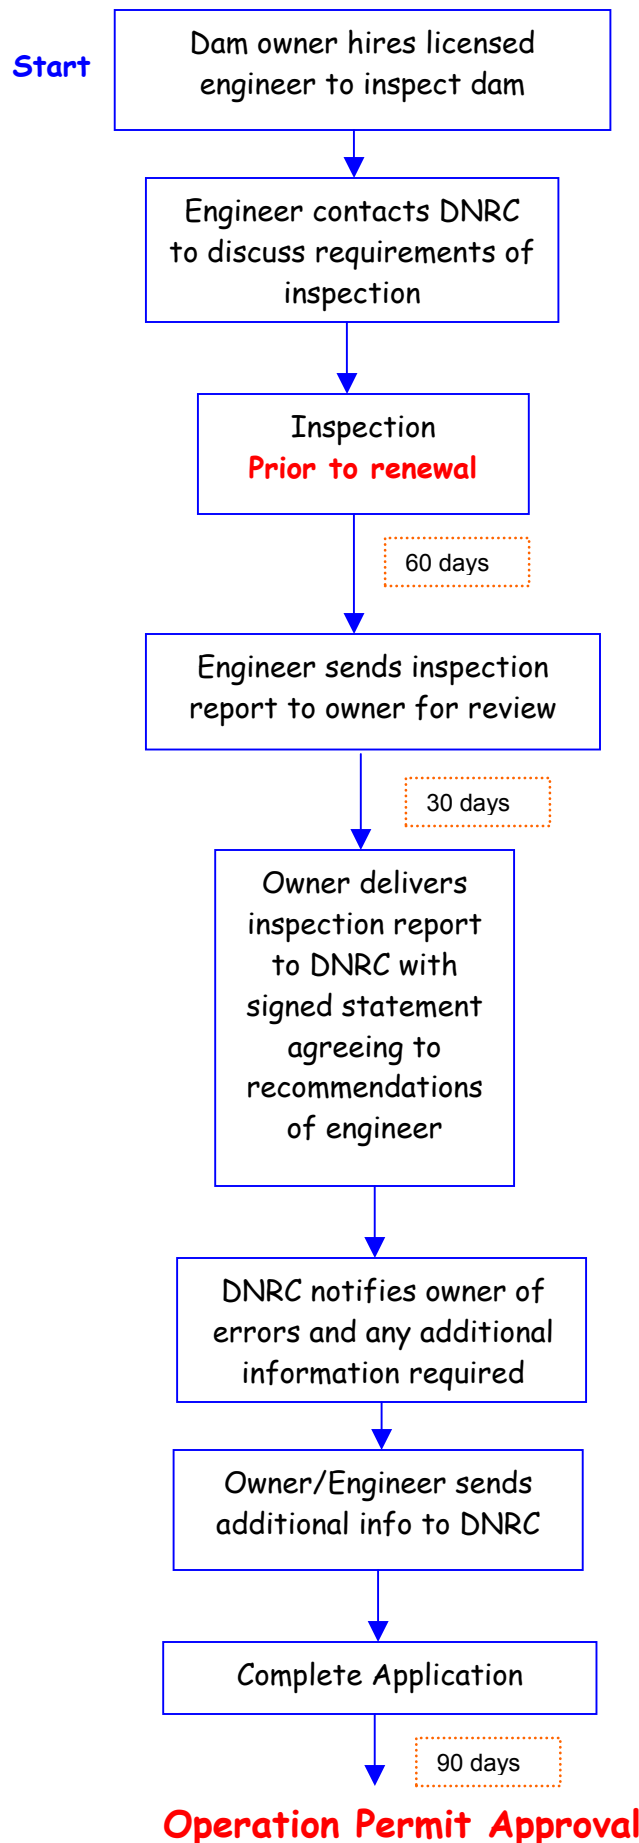 Start
Dam owner hires licensed
engineer to inspect dam
Engineer contacts DNRC
to discuss requirements of
inspection
Inspection
Prior to renewal
60 days
Engineer sends inspection
report to owner for review
30 days
Owner delivers
inspection report
to DNRC with
signed statement
agreeing to
recommendations
of engineer
DNRC notifies owner of
errors and any additional
information required
Owner/Engineer sends
additional info to DNRC
Complete Application
90 days
Operation Permit Approval